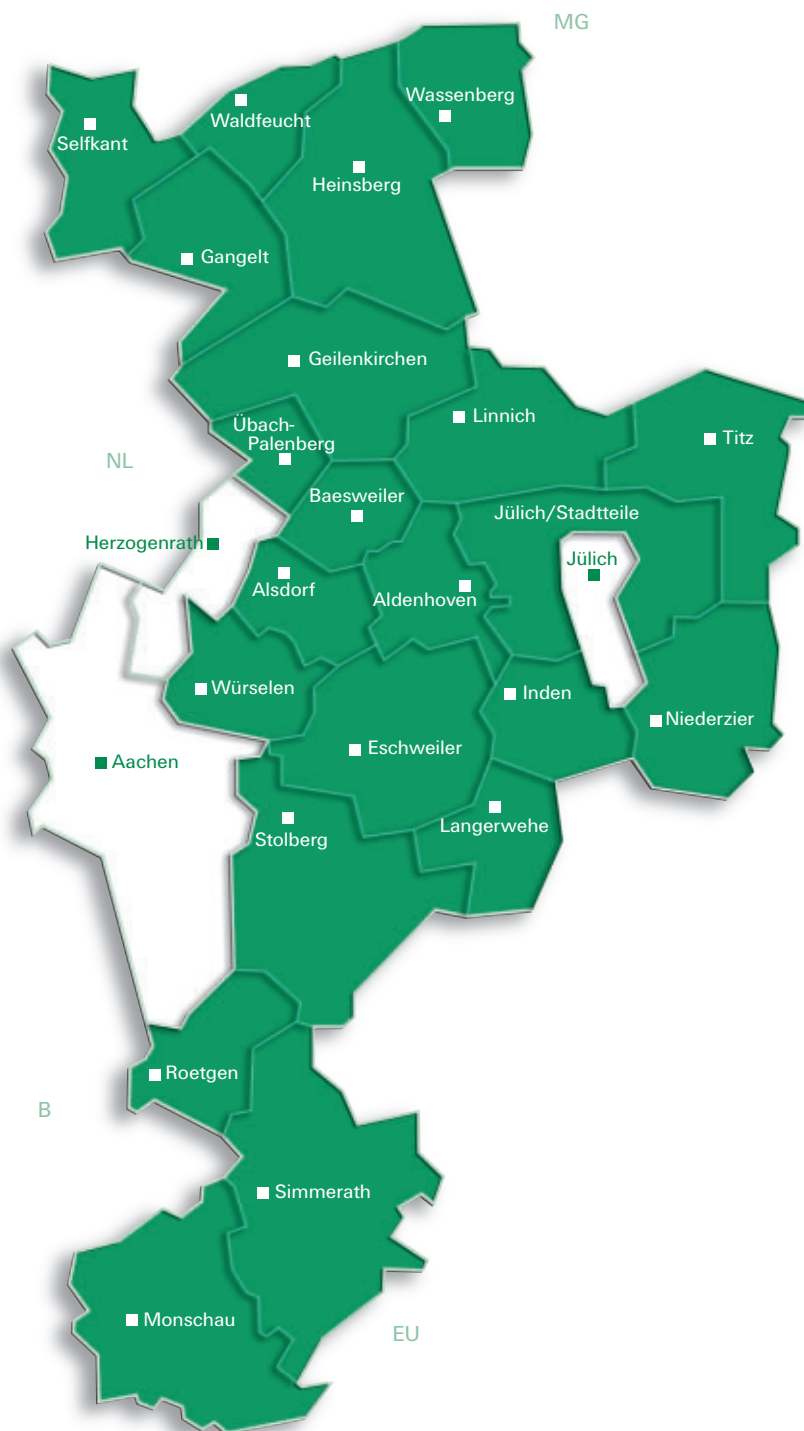 MG
Wassenberg
Waldfeucht
Selfkant
Heinsberg
Gangelt
Geilenkirchen
Linnich
Übach-
Palenberg
Titz
NL
Baesweiler
Jülich/Stadtteile
Herzogenrath
Jülich
Alsdorf
Aldenhoven
Würselen
Inden
Niederzier
Eschweiler
Aachen
Langerwehe
Stolberg
Roetgen
B
Simmerath
Monschau
EU